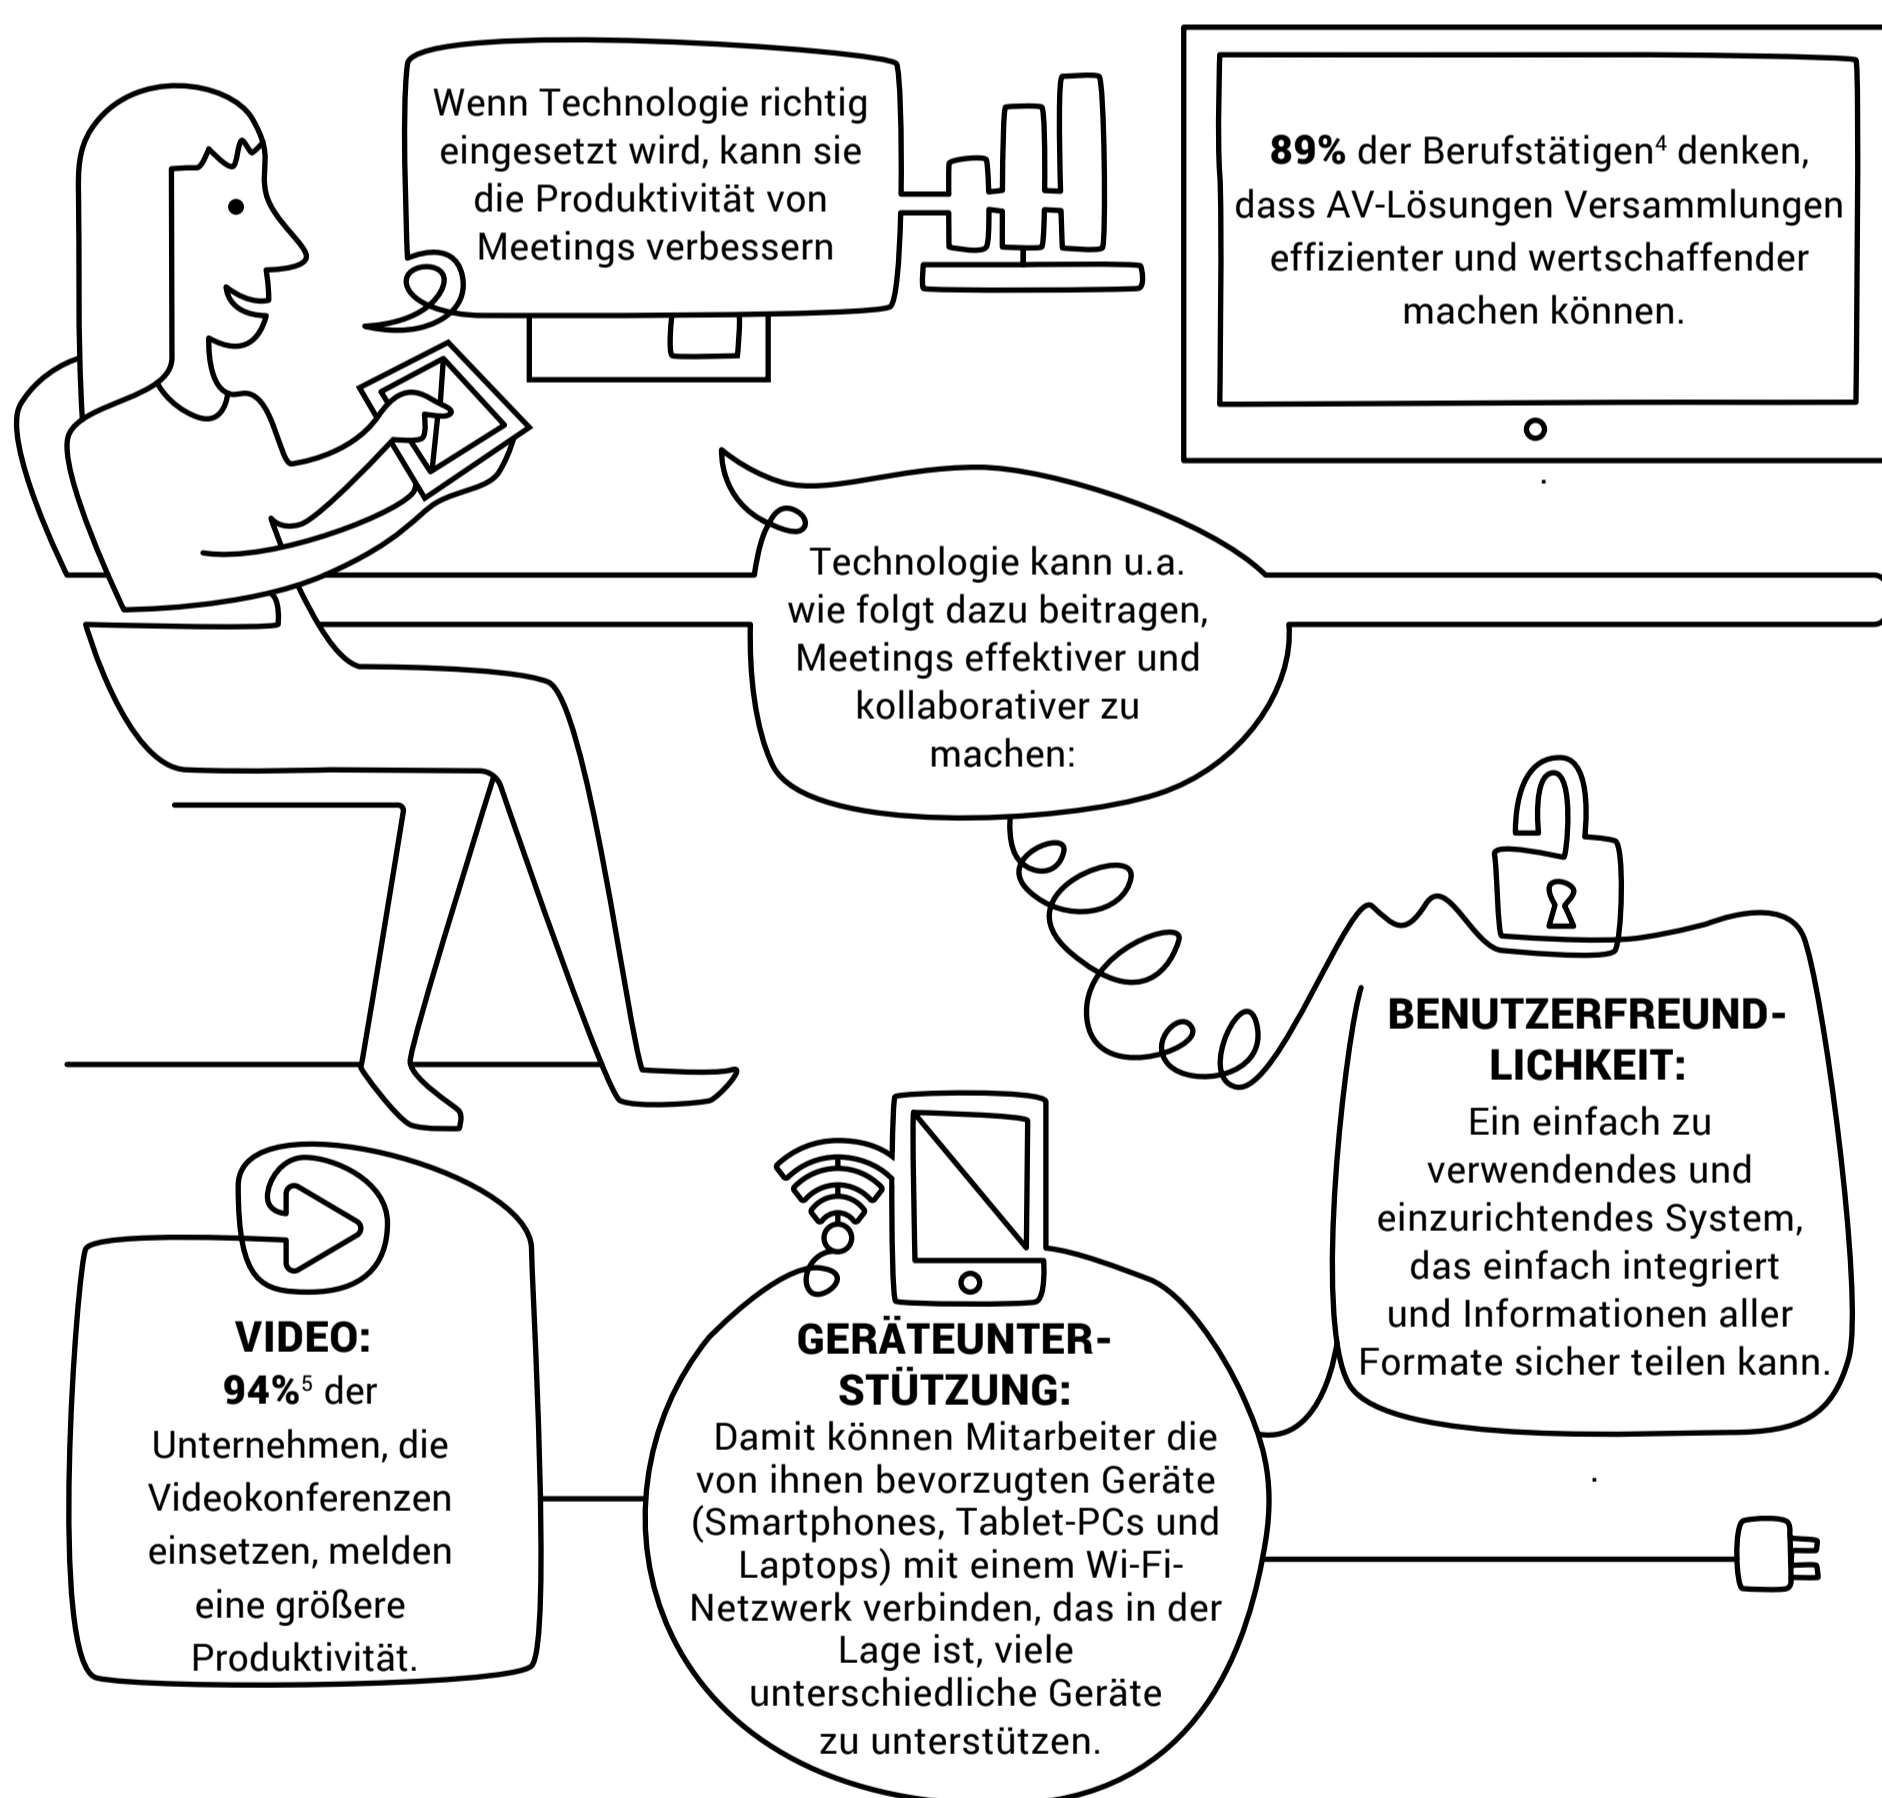 Wenn Technologie richtig
eingesetzt wird, kann sie
die Produktivität von
Meetings verbessern
89% der Berufstätigen⁴ denken,
dass AV-Lösungen Versammlungen
effizienter und wertschaffender
machen können.
Technologie kann u.a.
wie folgt dazu beitragen,
Meetings effektiver und
kollaborativer zu
machen:
BENUTZERFREUND-
LICHKEIT:
Ein einfach zu
verwendendes und
einzurichtendes System,
das einfach integriert
und Informationen aller
Formate sicher teilen kann.
VIDEO:
94%⁵ der
Unternehmen, die
Videokonferenzen
einsetzen, melden
eine größere
Produktivität.
GERÄTEUNTER-
STÜTZUNG:
Damit können Mitarbeiter die
von ihnen bevorzugten Geräte
(Smartphones, Tablet-PCs und
Laptops) mit einem Wi-Fi-
Netzwerk verbinden, das in der
Lage ist, viele
unterschiedliche Geräte
zu unterstützen.